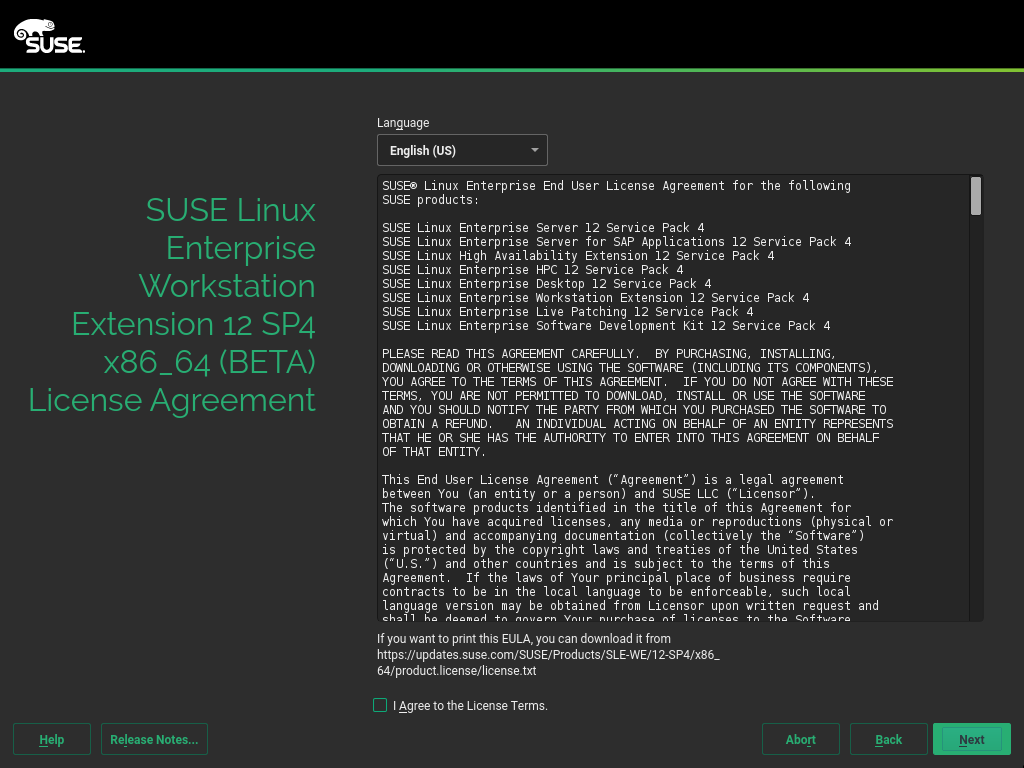 SUSE
Language
English (US)
SUSE Linux
Enterprise
Workstation
Extension 12 SP4
x86_64 (BETA)
License Agreement
SUSE® Linux Enterprise End User License Agreement for the following
SUSE products:
SUSE Linux Enterprise Server 12 Service Pack 4
SUSE Linux Enterprise Server for SAP Applications 12 Service Pack 4
SUSE Linux High Availability Extension 12 Service Pack 4
SUSE Linux Enterprise HPC 12 Service Pack 4
SUSE Linux Enterprise Desktop 12 Service Pack 4
SUSE Linux Enterprise Workstation Extension 12 Service Pack 4
SUSE Linux Enterprise Live Patching 12 Service Pack 4
SUSE Linux Enterprise Software Development Kit 12 Service Pack 4
PLEASE READ THIS AGREEMENT CAREFULLY.  BY PURCHASING, INSTALLING,
DOWNLOADING OR OTHERWISE USING THE SOFTWARE (INCLUDING ITS COMPONENTS),
YOU AGREE TO THE TERMS OF THIS AGREEMENT.  IF YOU DO NOT AGREE WITH THESE
TERMS, YOU ARE NOT PERMITTED TO DOWNLOAD, INSTALL OR USE THE SOFTWARE
AND YOU SHOULD NOTIFY THE PARTY FROM WHICH YOU PURCHASED THE SOFTWARE TO
OBTAIN A REFUND.   AN INDIVIDUAL ACTING ON BEHALF OF AN ENTITY REPRESENTS
THAT HE OR SHE HAS THE AUTHORITY TO ENTER INTO THIS AGREEMENT ON BEHALF
OF THAT ENTITY.
This End User License Agreement (“Agreement”) is a legal agreement
between You (an entity or a person) and SUSE LLC (“Licensor”).
The software products identified in the title of this Agreement for
which You have acquired licenses, any media or reproductions (physical or
virtual) and accompanying documentation (collectively the “Software”)
is protected by the copyright laws and treaties of the United States
(“U.S.”) and other countries and is subject to the terms of this
Agreement.  If the laws of Your principal place of business require
contracts to be in the local language to be enforceable, such local
language version may be obtained from Licensor upon written request and
shall be deemed to govern Your purchase of licenses to the Software.
If you want to print this EULA, you can download it from
https://updates.suse.com/SUSE/Products/SLE-WE/12-SP4/x86_
64/product.license/license.txt
I Agree to the License Terms.
Help
Release Notes...
Abort
Back
Next